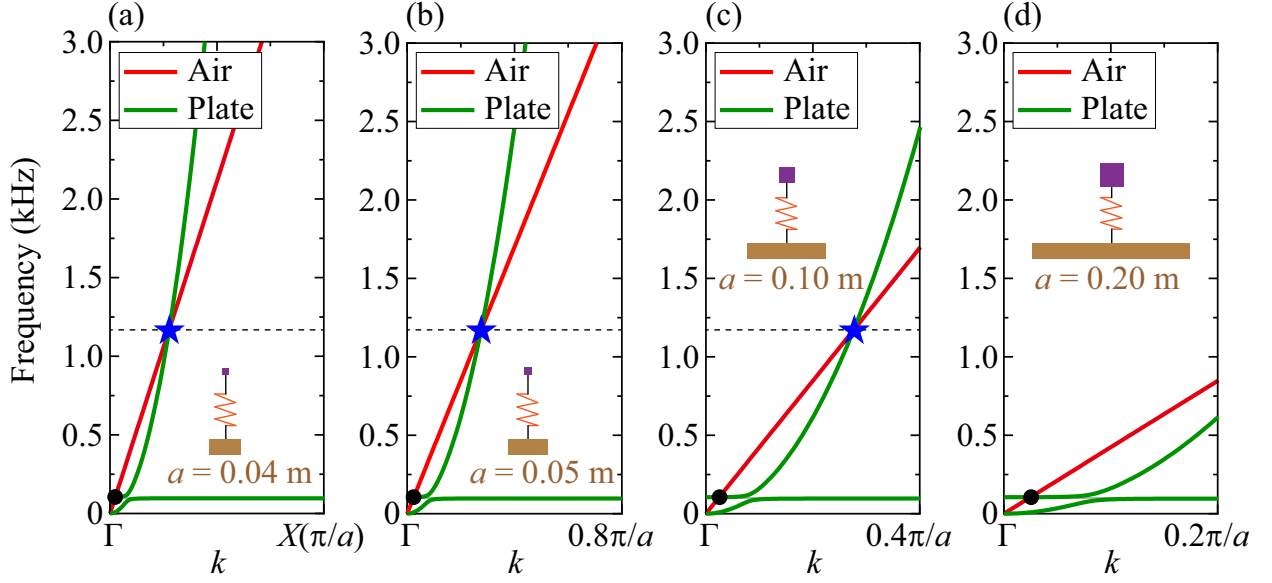 (a)
(b)
(c)
(d)
Frequency (kHz)
3.0
2.5
2.0
1.5
1.0
0.5
0
Air
Plate
a = 0.04 m
Γ
X(π/a)
k
3.0
2.5
2.0
1.5
1.0
0.5
0
Air
Plate
a = 0.05 m
Γ
0.8π/a
k
3.0
2.5
2.0
1.5
1.0
0.5
0
Air
Plate
a = 0.10 m
Γ
0.4π/a
k
3.0
2.5
2.0
1.5
1.0
0.5
0
Air
Plate
a = 0.20 m
Γ
0.2π/a
k